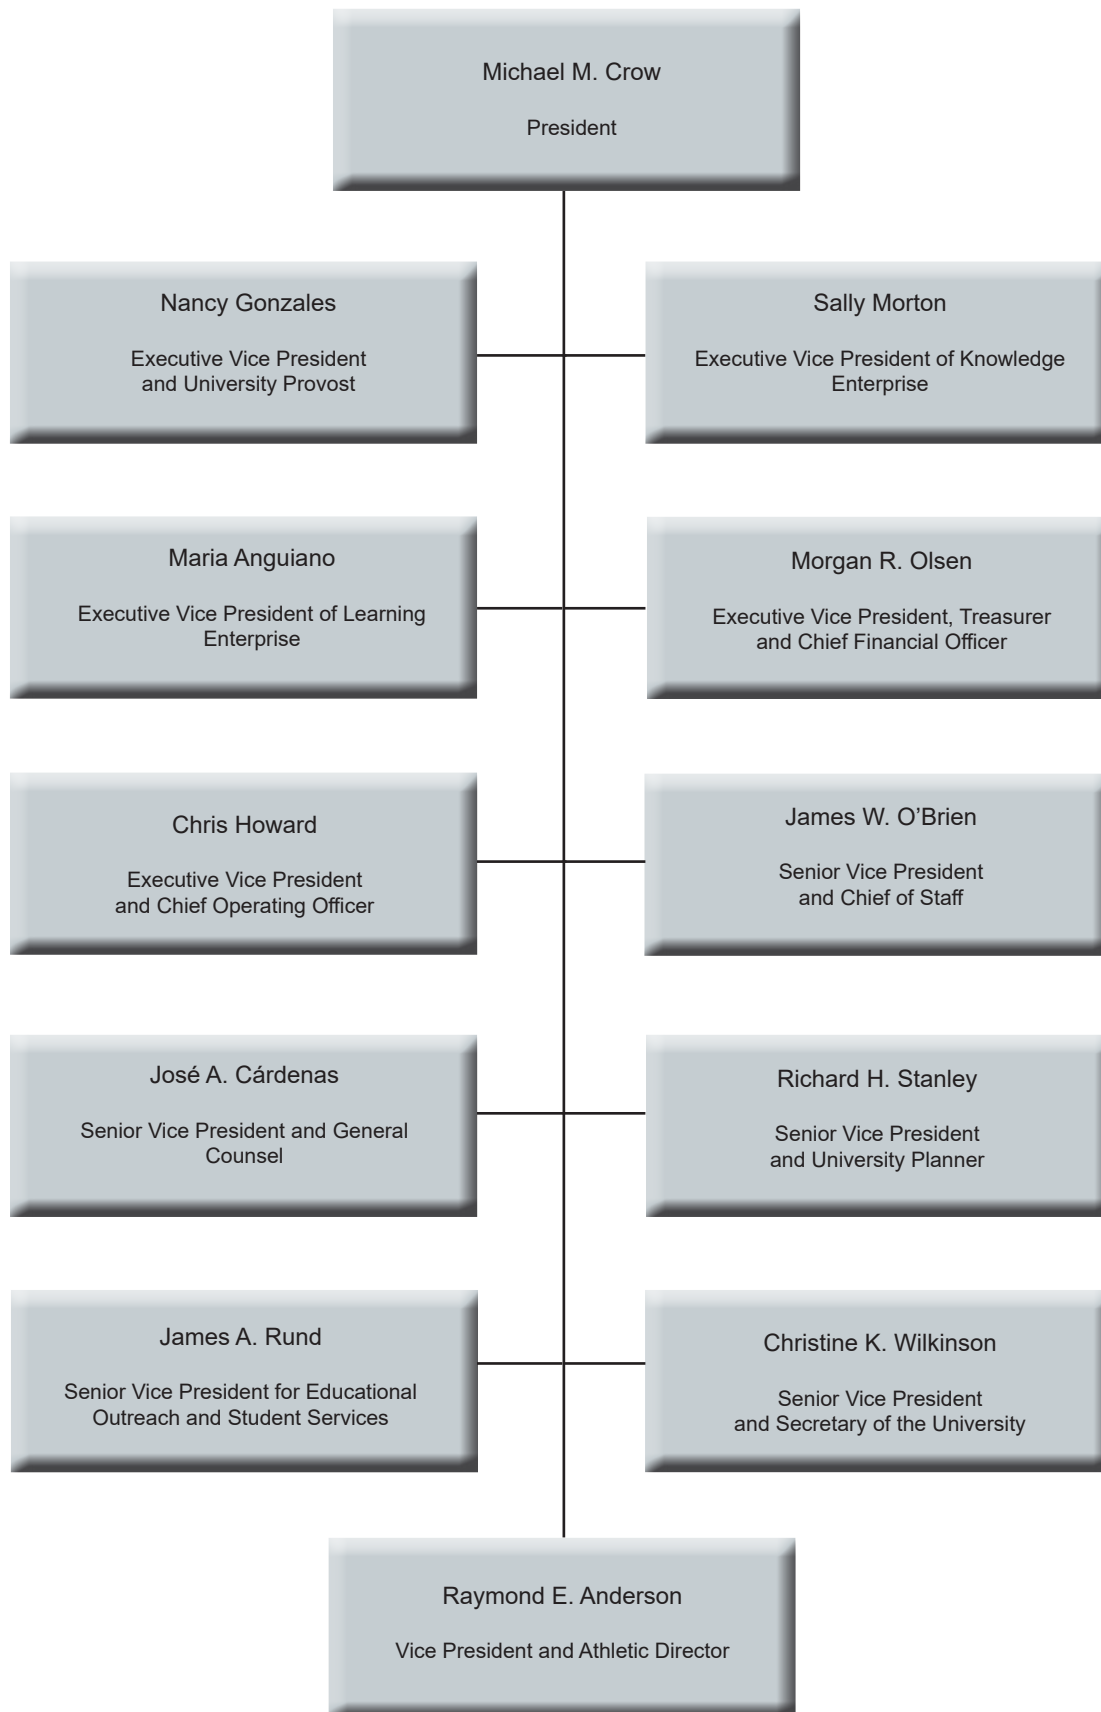 Michael M. Crow
President
Nancy Gonzales
Executive Vice President
and University Provost
Sally Morton
Executive Vice President of Knowledge
Enterprise
Maria Anguiano
Executive Vice President of Learning
Enterprise
Morgan R. Olsen
Executive Vice President, Treasurer
and Chief Financial Officer
Chris Howard
Executive Vice President
and Chief Operating Officer
James W. O’Brien
Senior Vice President
and Chief of Staff
José A. Cárdenas
Senior Vice President and General
Counsel
Richard H. Stanley
Senior Vice President
and University Planner
James A. Rund
Senior Vice President for Educational
Outreach and Student Services
Christine K. Wilkinson
Senior Vice President
and Secretary of the University
Raymond E. Anderson
Vice President and Athletic Director